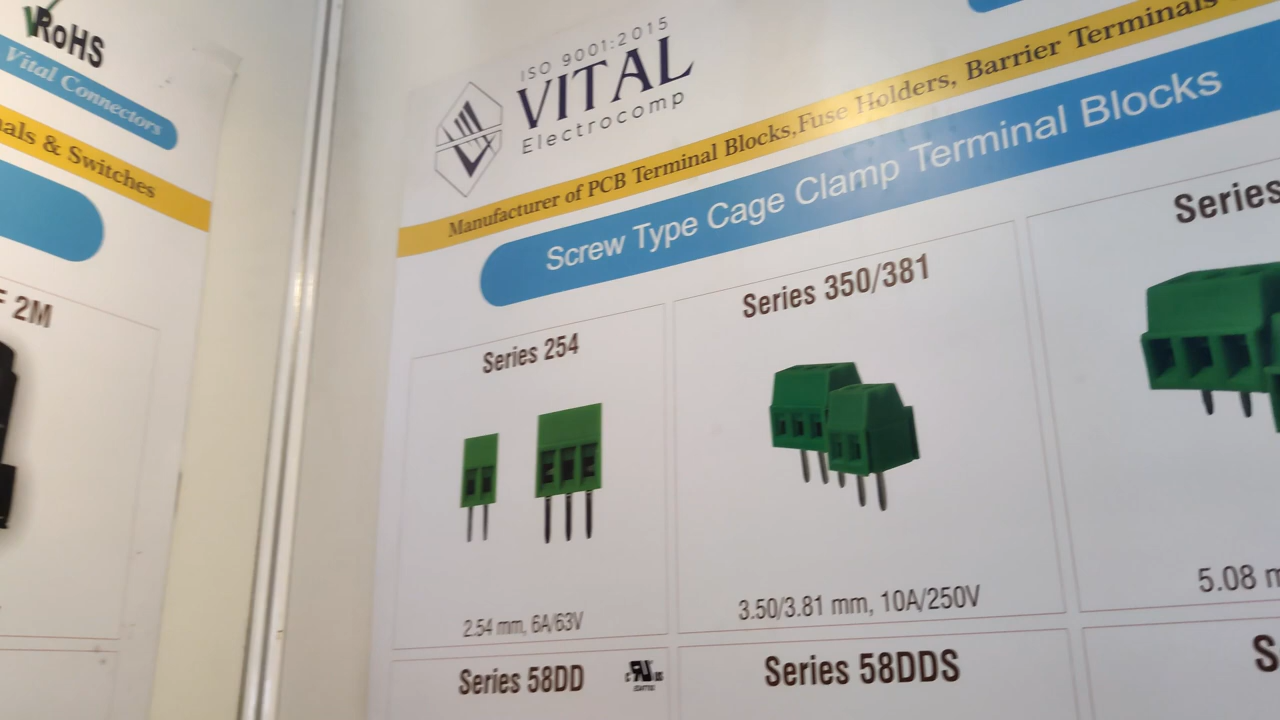 RoHS
Vital Connectors
als & Switches
F 2M
ISO 9001:2015
VITAL
Electrocomp
Manufacturer of PCB Terminal Blocks,Fuse Holders, Barrier Terminals
Screw Type Cage Clamp Terminal Blocks
Series 254
2.54 mm, 6A/63V
Series 350/381
3.50/3.81 mm, 10A/250V
Series
5.08 m
Series 58DD
Series 58DDS
S